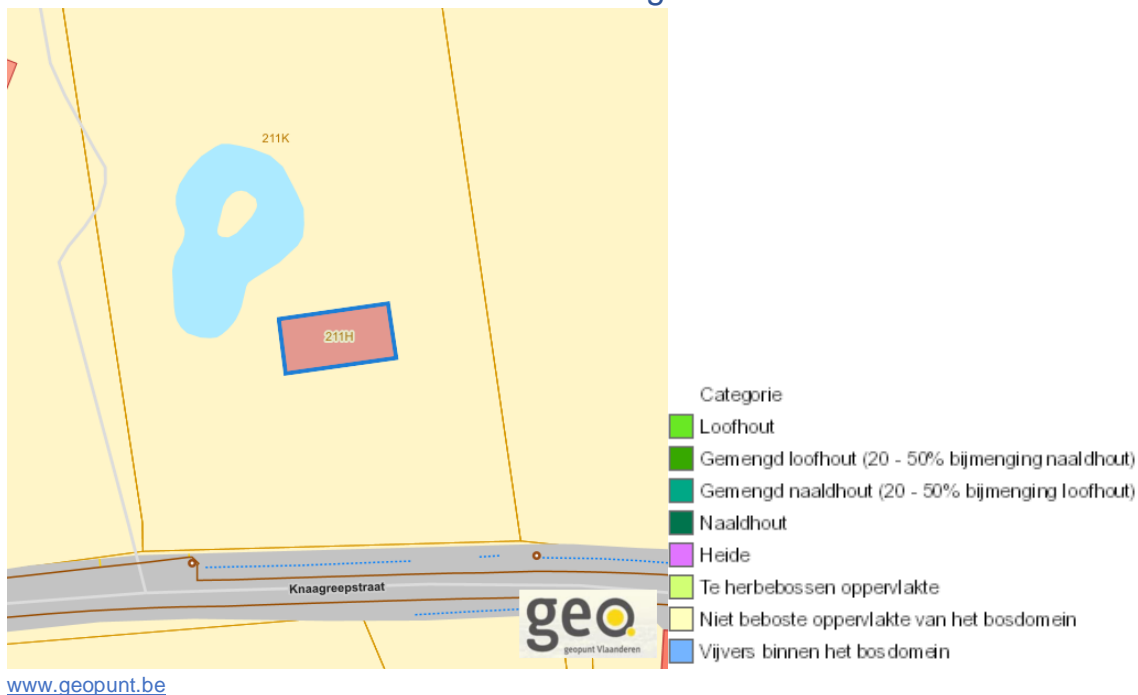 g
211K
211H
Knaagreepstraat
geo
geopunt Vlaanderen
Categorie
Loofhout
Gemengd loofhout (20 - 50% bijmenging naaldhout)
Gemengd naaldhout (20 - 50% bijmenging loofhout)
Naaldhout
Heide
Te herbebossen oppervlakte
Niet beboste oppervlakte van het bosdomein
Vijvers binnen het bosdomein
www.geopunt.be